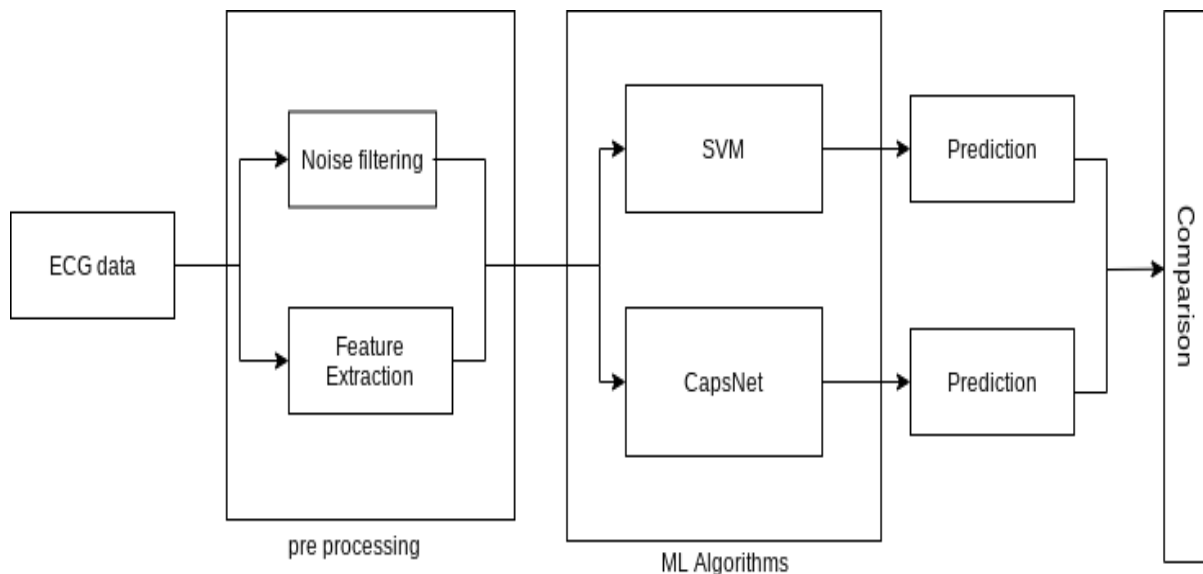 ECG data
Noise filtering
Feature
Extraction
pre processing
SVM
CapsNet
ML Algorithms
Prediction
Prediction
Comparison